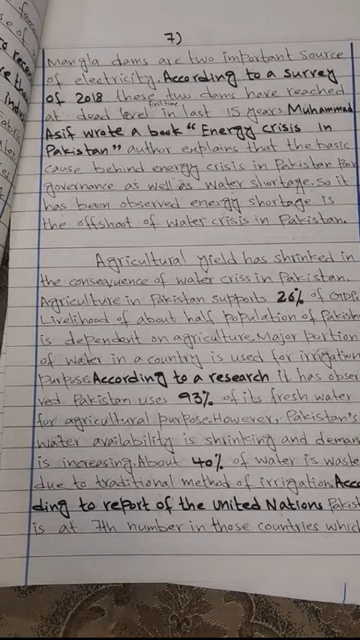 7)
Mangla dams are two important source
of electricity. According to a survey
of 2018 these two dams have reached
at dead level in last 15 years. Muhammad
Asif wrote a book "Energy crisis in
Pakistan" author explains that the basic
cause behind energy crisis in Pakistan
governance as well as water shortage. So it
has been observed energy shortage is
the offshoot of water crisis in Pakistan.
Agricultural yield has shrinked in
the consequence of water criss in Pakistan.
Agriculture in Pakistan supports 26% of GDP.
Livelihood of about half population of Pakist
is dependent on agriculture. Major portion
of water in a country is used for irrigation
purpose. According to a research it has obser
ved Pakistan uses 93% of its fresh water
for agricultural purpose. However, Pakistan's
water availability is shrinking and deman
is increasing. About 40% of water is waste
due to traditional method of irrigation. Acco
ding to report of the United Nations Pakist
is at 7th number in those countries which